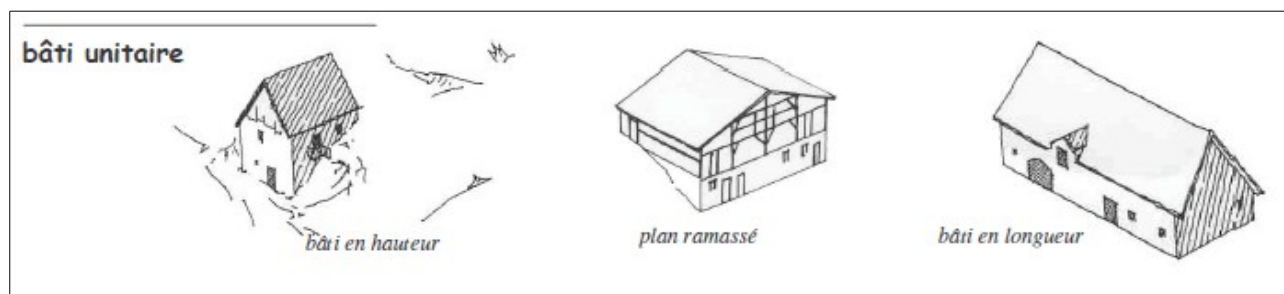 bâti unitaire
bâti en hauteur
plan ramassé
bâti en longueur